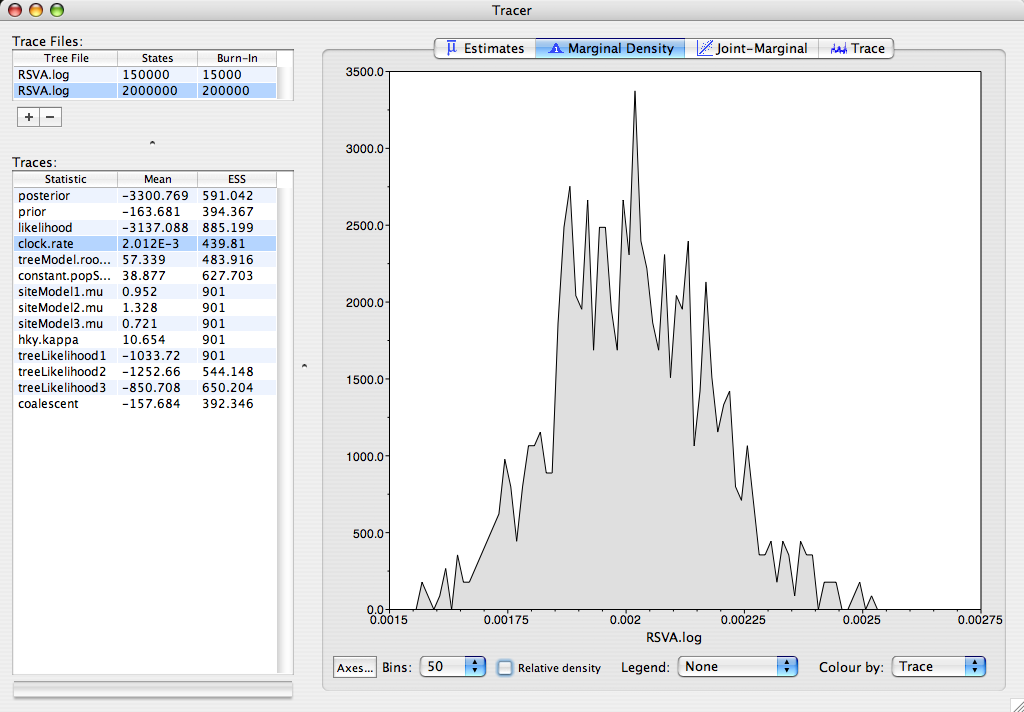 Tracer
Trace Files:
Tree File States Burn-In
RSVA.log 150000 15000
RSVA.log 2000000 200000
+ −
Traces:
Statistic Mean ESS
posterior -3300.769 591.042
prior -163.681 394.367
likelihood -3137.088 885.199
clock.rate 2.012E-3 439.81
treeModel.roo... 57.339 483.916
constant.popS... 38.877 627.703
siteModel1.mu 0.952 901
siteModel2.mu 1.328 901
siteModel3.mu 0.721 901
hky.kappa 10.654 901
treeLikelihood1 -1033.72 901
treeLikelihood2 -1252.66 544.148
treeLikelihood3 -850.708 650.204
coalescent -157.684 392.346
Estimates Marginal Density Joint-Marginal Trace
3500.0
3000.0
2500.0
2000.0
1500.0
1000.0
500.0
0.0
0.0015 0.00175 0.002 0.00225 0.0025 0.00275
RSVA.log
Axes... Bins: 50 Relative density Legend: None Colour by: Trace